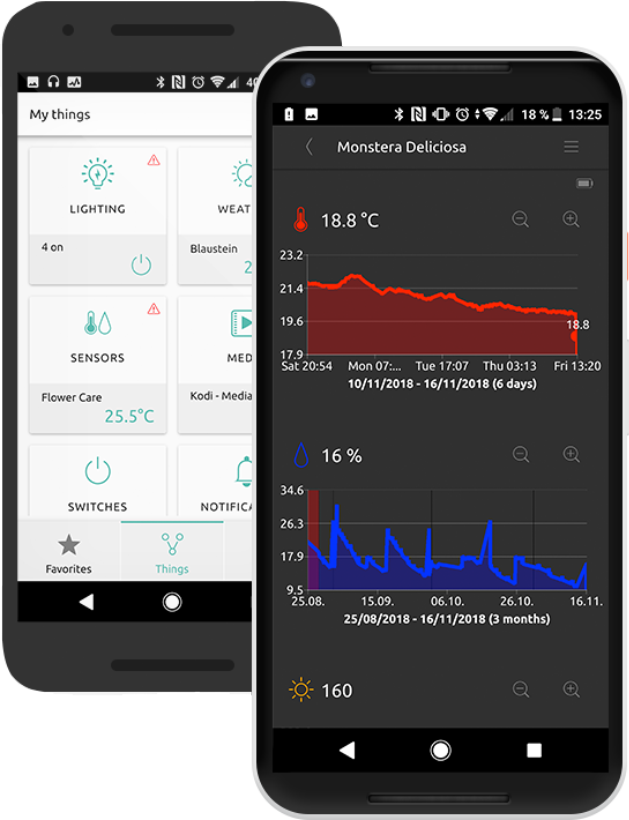 My things
LIGHTING
4 on
WEAT
Blaustein
2
SENSORS
Flower Care
25.5°C
MED
Kodi - Media
SWITCHES
NOTIFICA
Favorites
Things
18 % 13:25
Monstera Deliciosa
18.8 °C
23.2
21.4
19.6
17.9
18.8
Sat 20:54 Mon 07:... Tue 17:07 Thu 03:13 Fri 13:20
10/11/2018 - 16/11/2018 (6 days)
16 %
34.6
26.3
17.9
9.5
25.08. 15.09. 06.10. 26.10. 16.11.
25/08/2018 - 16/11/2018 (3 months)
160